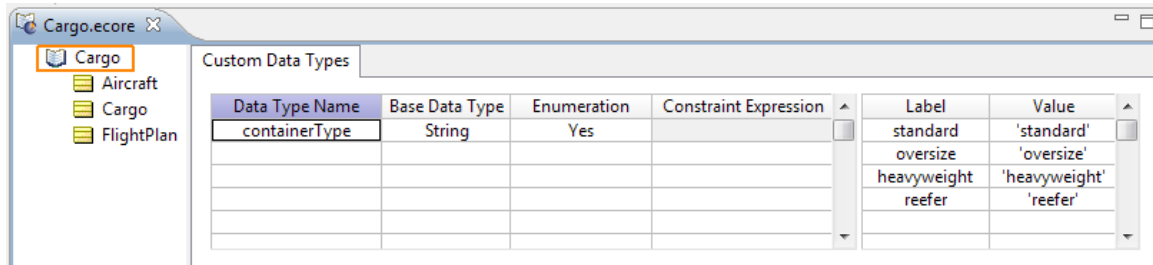 Cargo.ecore
Cargo
Aircraft
Cargo
FlightPlan
Custom Data Types
Data Type Name Base Data Type Enumeration Constraint Expression Label Value
containerType String Yes standard 'standard'
oversize 'oversize'
heavyweight 'heavyweight'
reefer 'reefer'